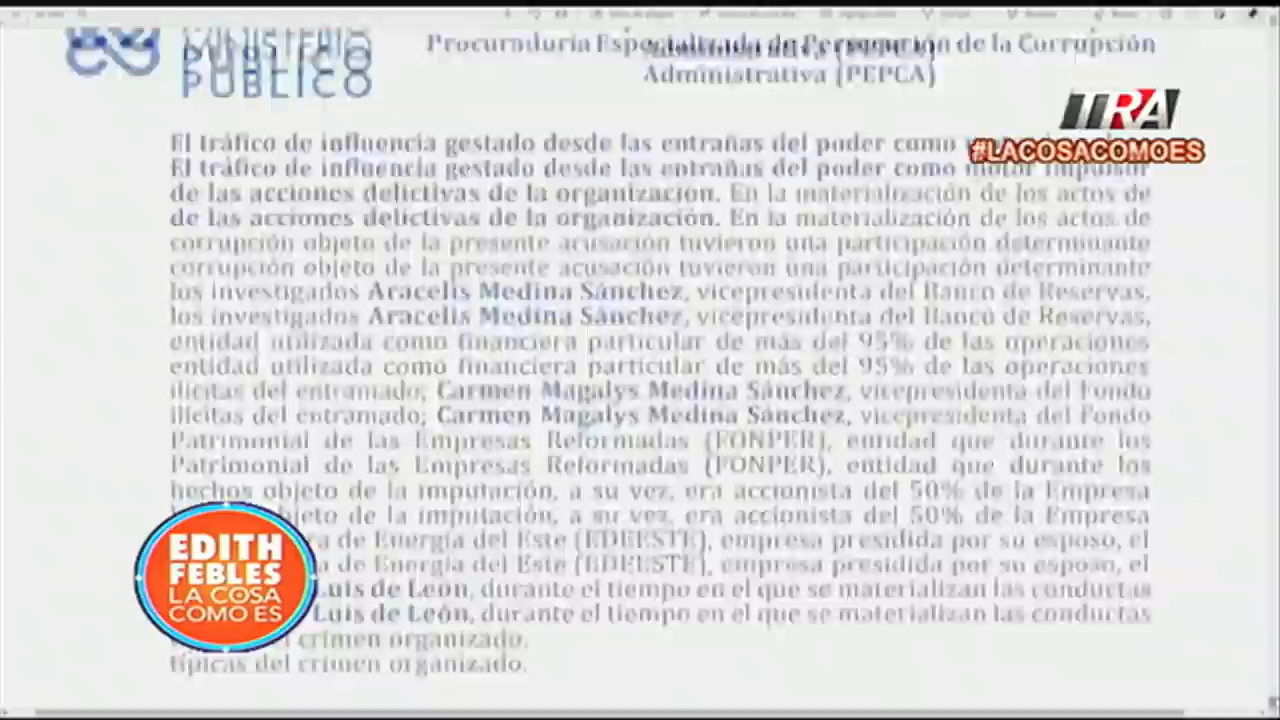 MINISTERIO
PÚBLICO
PÚBLICO
Procuraduría Especializada de Persecución de la Corrupción
Administrativa (PEPCA)
TRA
#LACOSACOMOES
El tráfico de influencia gestado desde las entrañas del poder como
El tráfico de influencia gestado desde las entrañas del poder como motor impulsor
de las acciones delictivas de la organización. En la materialización de los actos de
de las acciones delictivas de la organización. En la materialización de los actos de
corrupción objeto de la presente acusación tuvieron una participación determinante
corrupción objeto de la presente acusación tuvieron una participación determinante
los investigados Aracelis Medina Sánchez, vicepresidenta del Banco de Reservas,
los investigados Aracelis Medina Sánchez, vicepresidenta del Banco de Reservas,
entidad utilizada como financiera particular de más del 95% de las operaciones
entidad utilizada como financiera particular de más del 95% de las operaciones
ilícitas del entramado; Carmen Magalys Medina Sánchez, vicepresidenta del Fondo
ilícitas del entramado; Carmen Magalys Medina Sánchez, vicepresidenta del Fondo
Patrimonial de las Empresas Reformadas (FONPER), entidad que durante los
Patrimonial de las Empresas Reformadas (FONPER), entidad que durante los
hechos objeto de la imputación, a su vez, era accionista del 50% de la Empresa
objeto de la imputación, a su vez, era accionista del 50% de la Empresa
de Energía del Este (EDEESTE), empresa presidida por su esposo, el
de Energía del Este (EDEESTE), empresa presidida por su esposo, el
Luis de León, durante el tiempo en el que se materializan las conductas
Luis de León, durante el tiempo en el que se materializan las conductas
crimen organizado.
típicas del crimen organizado.
EDITH
FEBLES
LA COSA
COMO ES